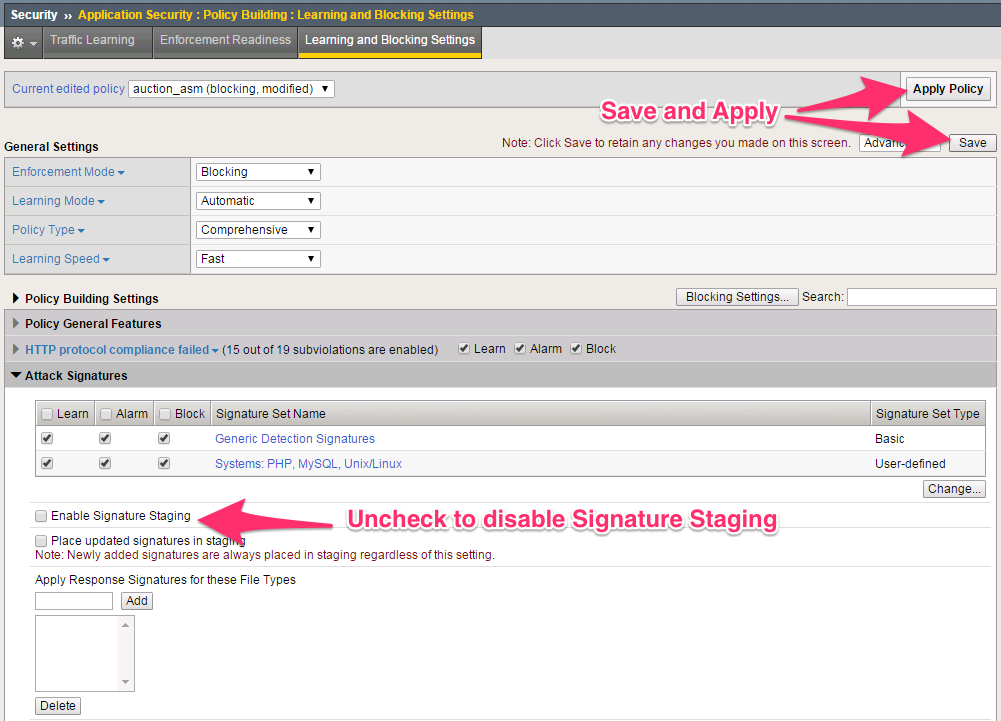 Security ›› Application Security : Policy Building : Learning and Blocking Settings
Traffic Learning Enforcement Readiness Learning and Blocking Settings
Current edited policy auction_asm (blocking, modified) Apply Policy
Save and Apply
General Settings Note: Click Save to retain any changes you made on this screen. Save
Enforcement Mode Blocking
Learning Mode Automatic
Policy Type Comprehensive
Learning Speed Fast
Policy Building Settings Blocking Settings... Search:
Policy General Features
HTTP protocol compliance failed (15 out of 19 subviolations are enabled) Learn Alarm Block
Attack Signatures
Learn Alarm Block Signature Set Name Signature Set Type
Generic Detection Signatures Basic
Systems: PHP, MySQL, Unix/Linux User-defined
Change...
Enable Signature Staging Uncheck to disable Signature Staging
Place updated signatures in staging
Note: Newly added signatures are always placed in staging regardless of this setting.
Apply Response Signatures for these File Types
Add
Delete